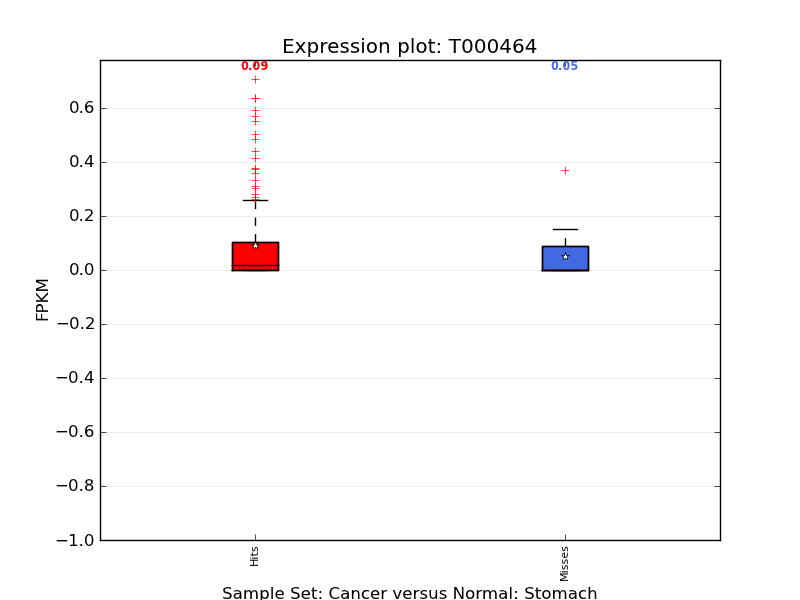 Expression plot: T000464
0.09
0.05
0.6
0.4
0.2
0.0
−0.2
−0.4
−0.6
−0.8
−1.0
FPKM
Hits
Misses
Sample Set: Cancer versus Normal: Stomach